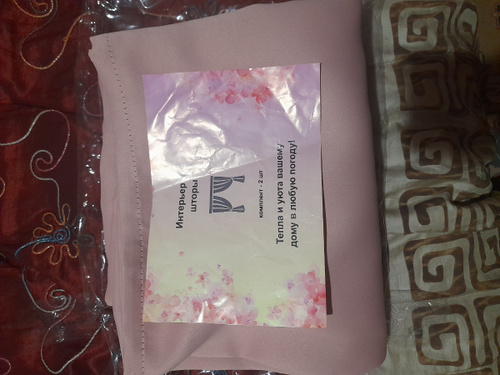 Интерьер
шторы
комплект - 2 шт
Тепла и уюта вашему
дому в любую погоду!